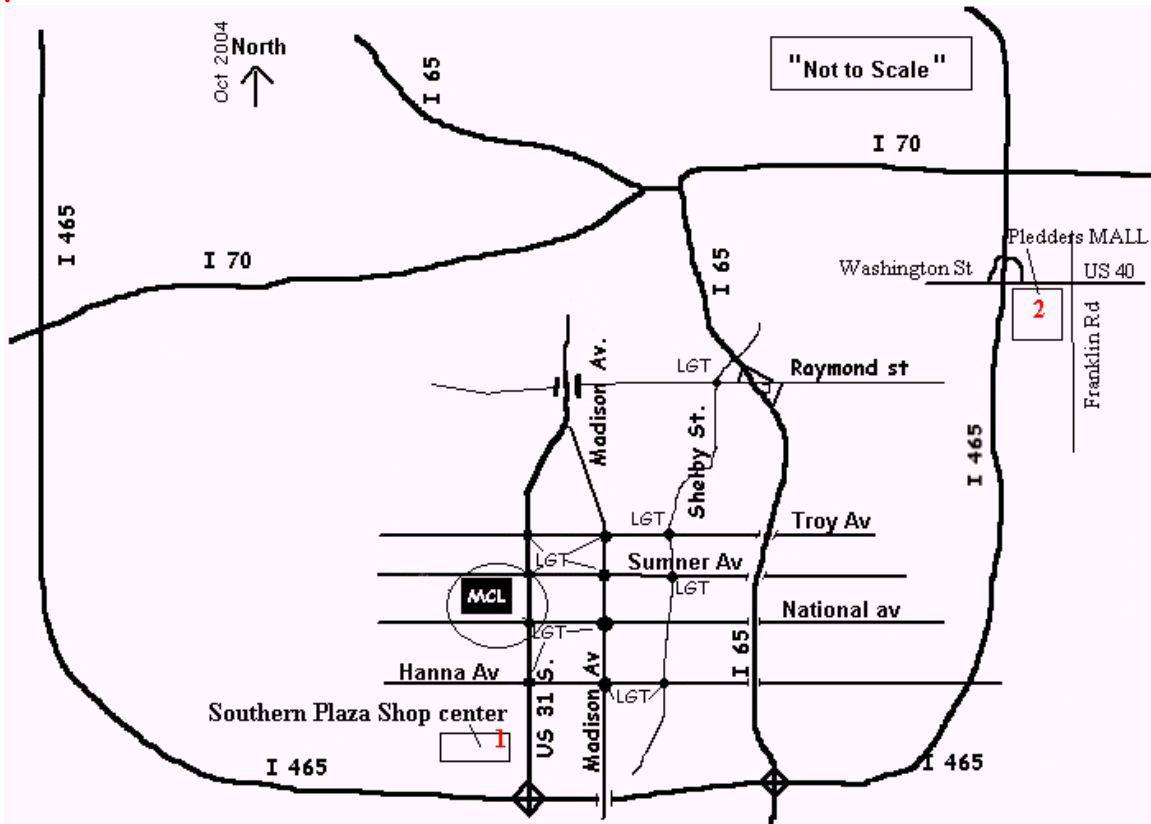 Oct 2004
North
I 65
"Not to Scale"
I 70
I 465
Pledders MALL
I 70
I 65
Washington St
US 40
2
Franklin Rd
Madison Av.
LGT
Raymond st
Shelby St.
I 465
LGT
Troy Av
LGT
Sumner Av
MCL
LGT
National av
LGT
I 65
Hanna Av
US 31 S.
Madison Av
LGT
Southern Plaza Shop center
1
Madison Av
I 465
I 465